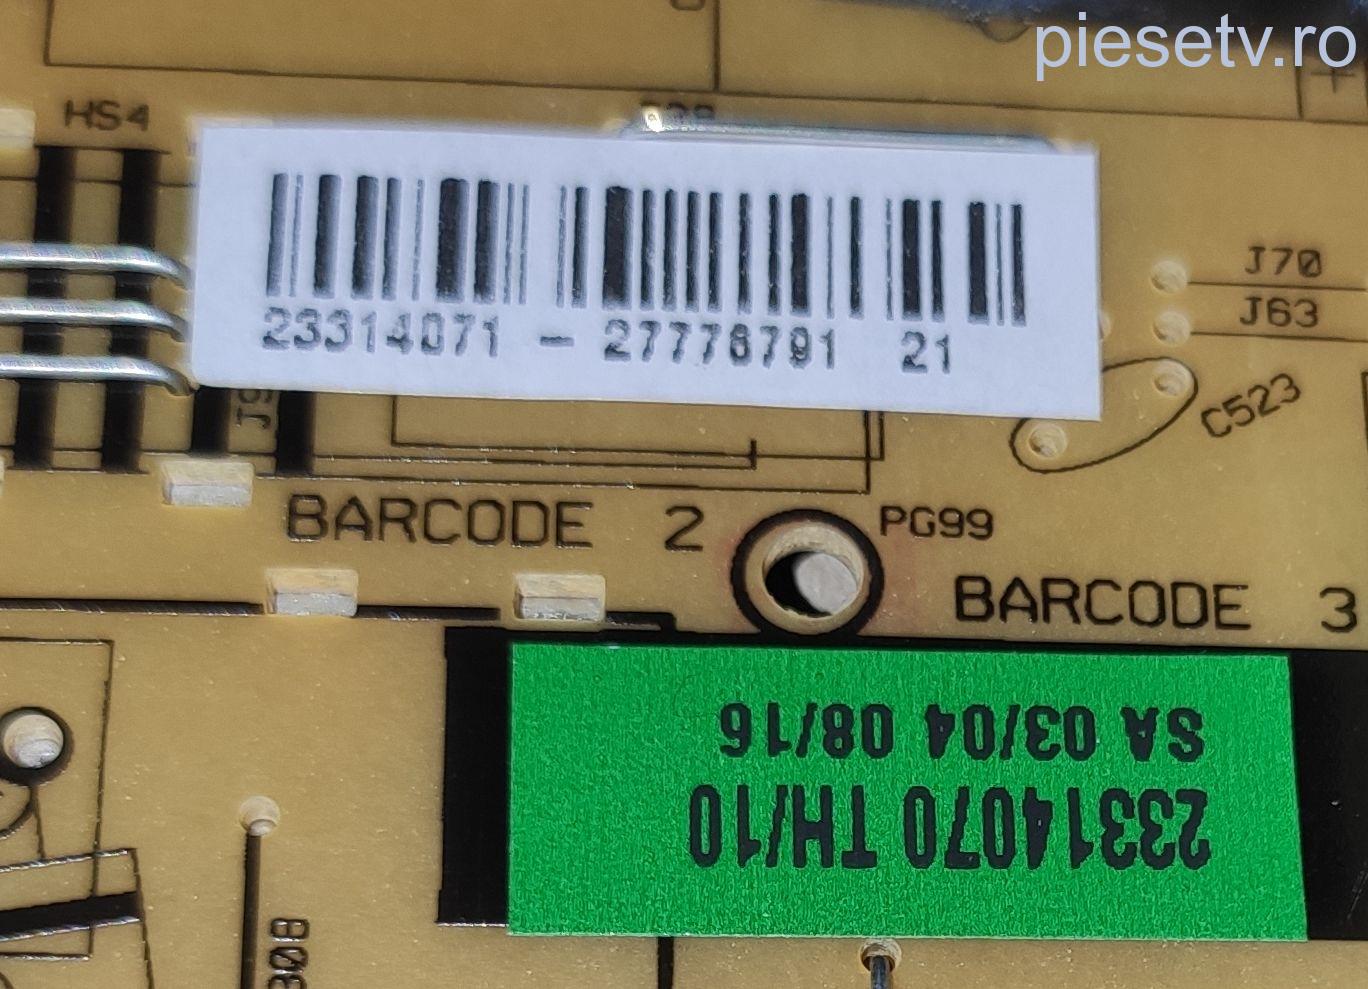 piesetv.ro
HS4
23314071 - 27776791 21
J70
J63
C523
BARCODE 2
PG99
BARCODE 3
23314070 TH/10
SA 03/04 08/16
308